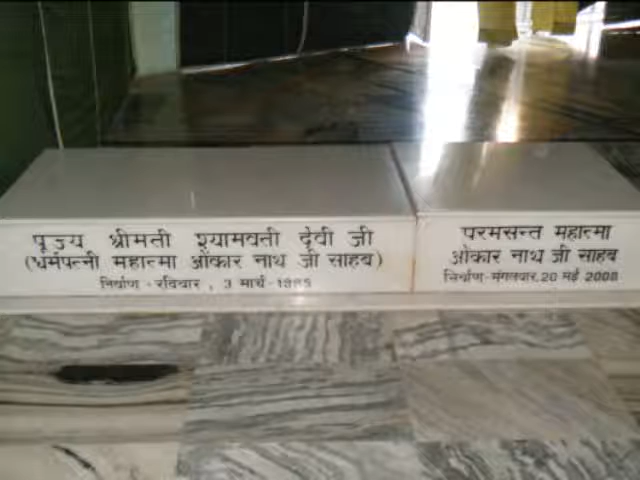 पूज्य श्रीमती श्यामवती देवी जी
(धर्मपत्नी महात्मा ओंकार नाथ जी साहब)
निर्वाण - रविवार , 3 मार्च -
परमसन्त महात्मा
ओंकार नाथ जी साहब
निर्वाण-मंगलवार,20 मई 2008